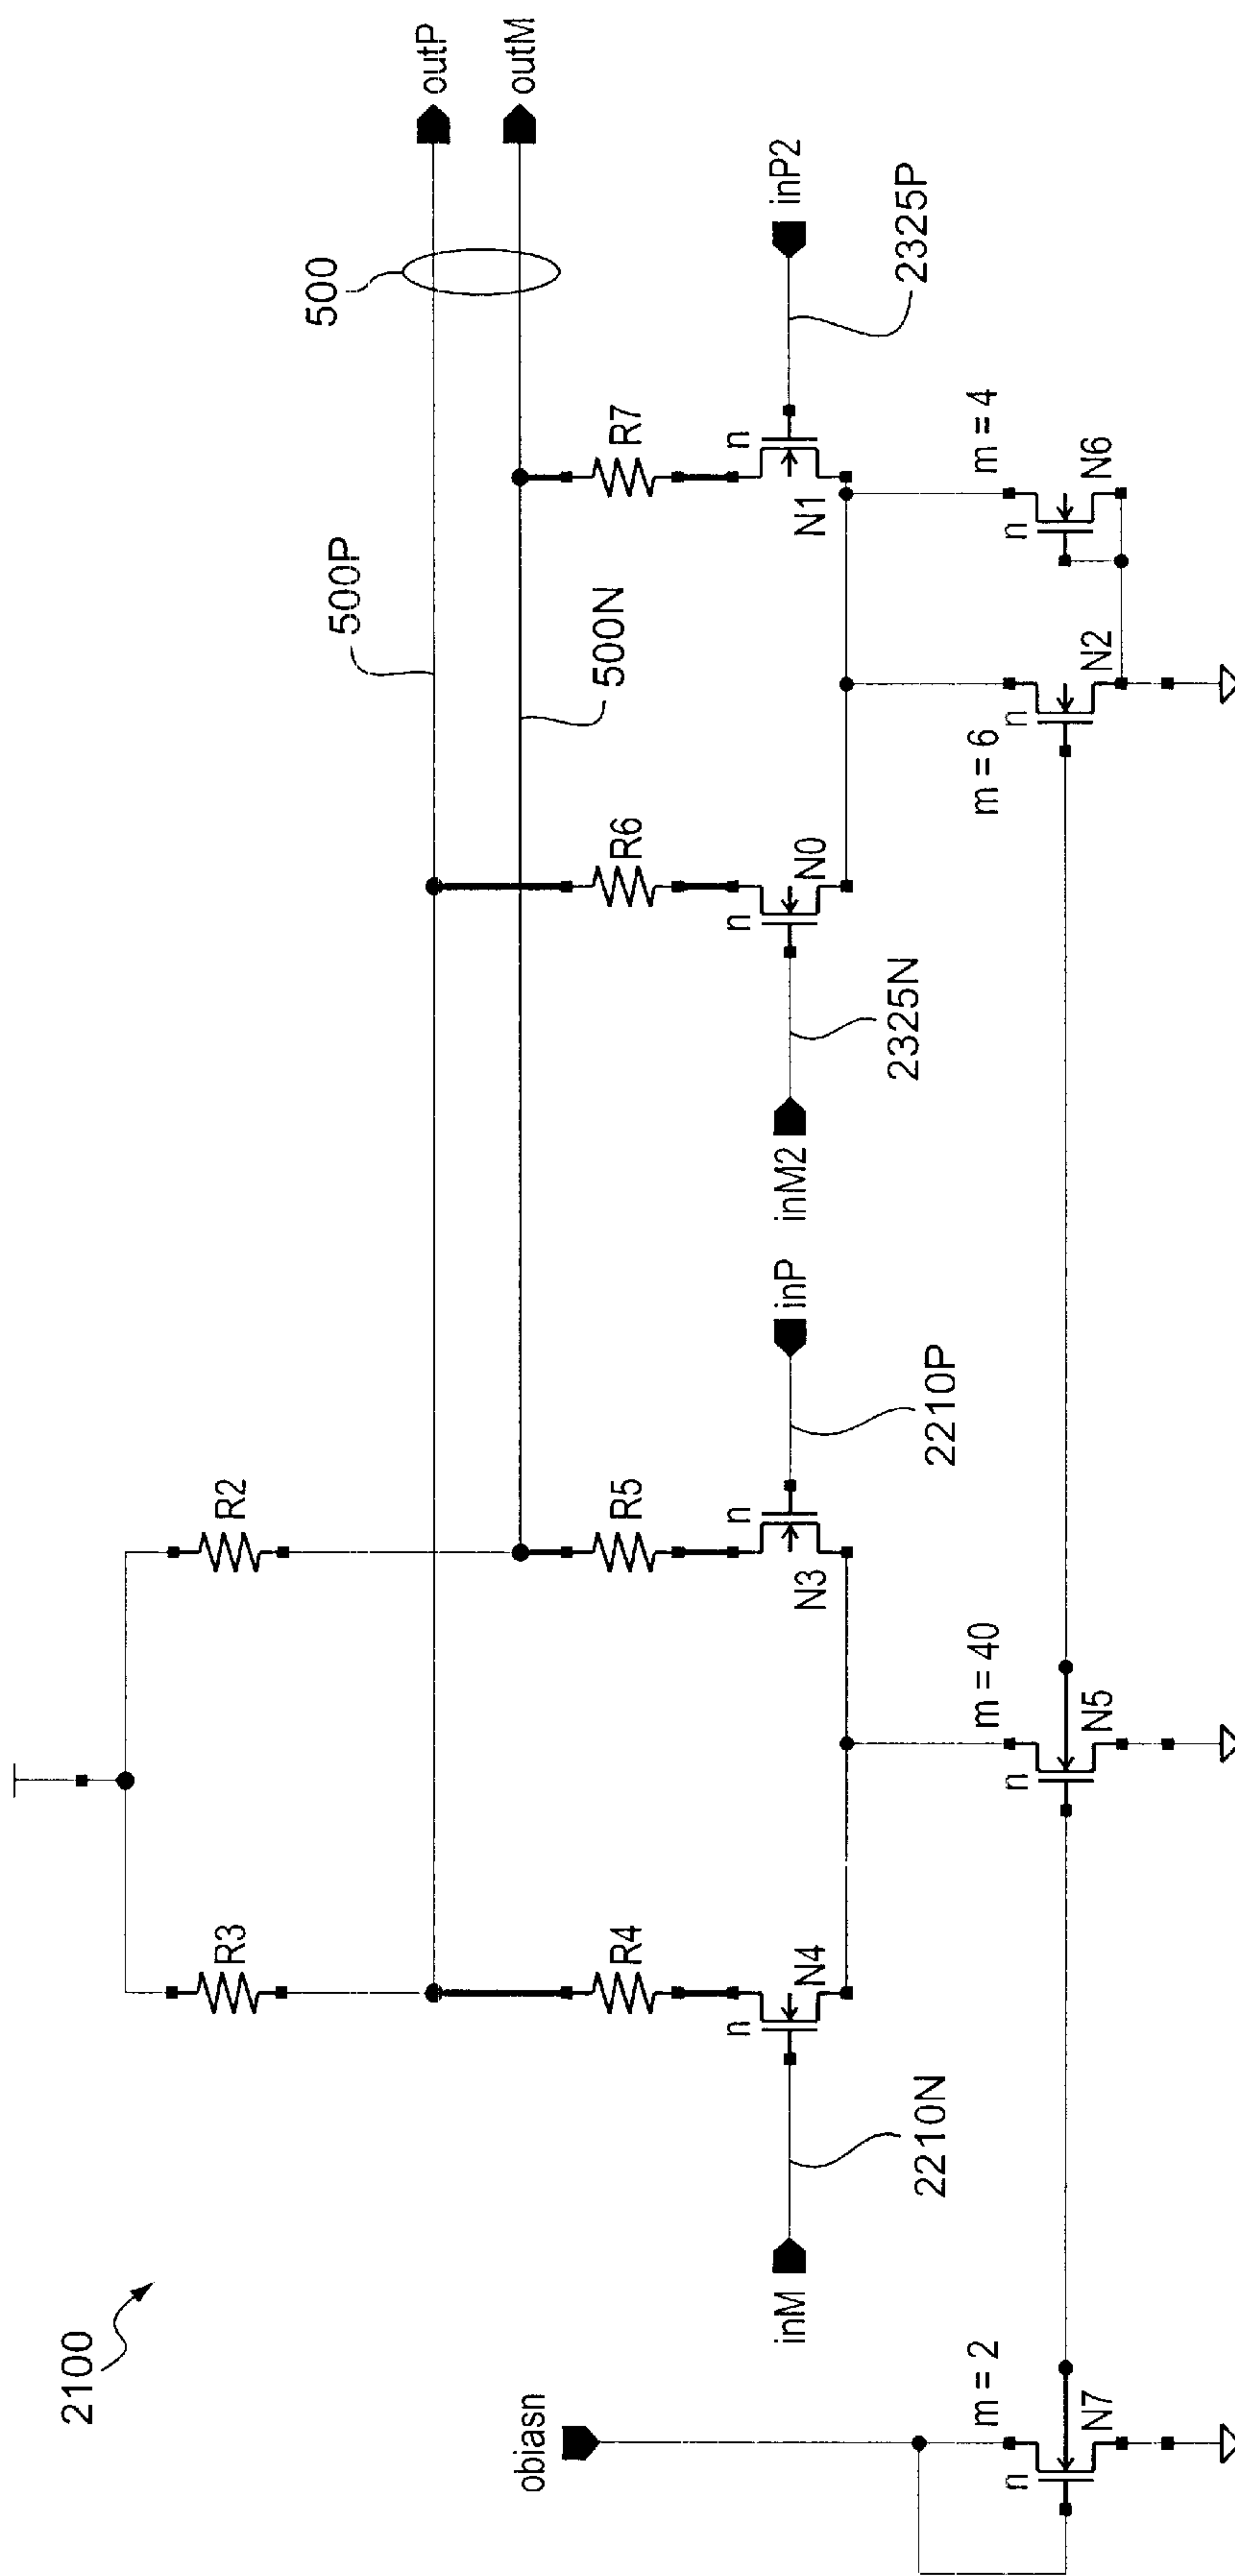 2100
outP
outM
500
R3
R2
500P
500N
R4
R5
R6
R7
inM
2210N
n
N4
n
N3
inP
2210P
inM2
2325N
n
N0
n
N1
inP2
2325P
obiasn
m = 2
n
N7
m = 40
n
N5
m = 6
n
N2
m = 4
n
N6